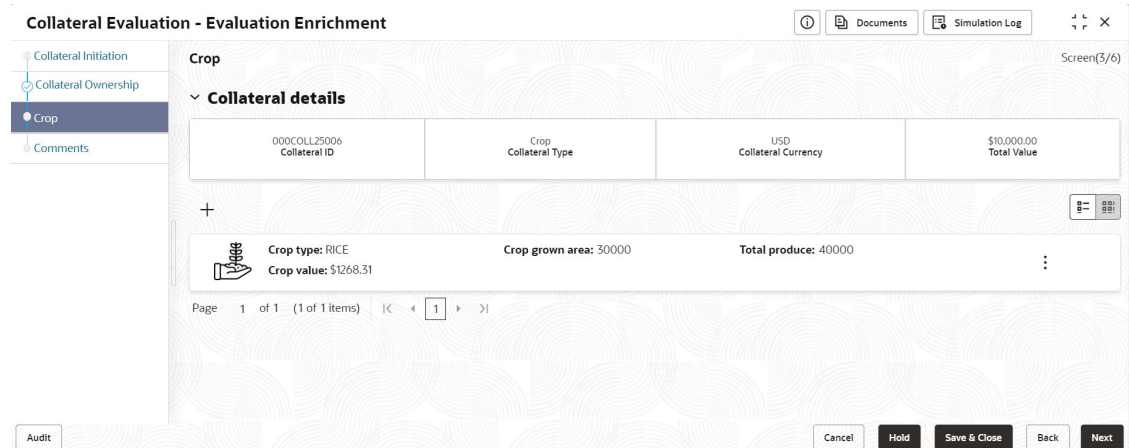 Collateral Evaluation - Evaluation Enrichment
Documents
Simulation Log
Collateral Initiation
Collateral Ownership
Crop
Comments
Crop
Screen(3/6)
Collateral details
000COLL25006
Collateral ID
Crop
Collateral Type
USD
Collateral Currency
$10,000.00
Total Value
Crop type: RICE
Crop grown area: 30000
Total produce: 40000
Crop value: $1268.31
Page 1 of 1 (1 of 1 items) 1
Audit
Cancel
Hold
Save & Close
Back
Next